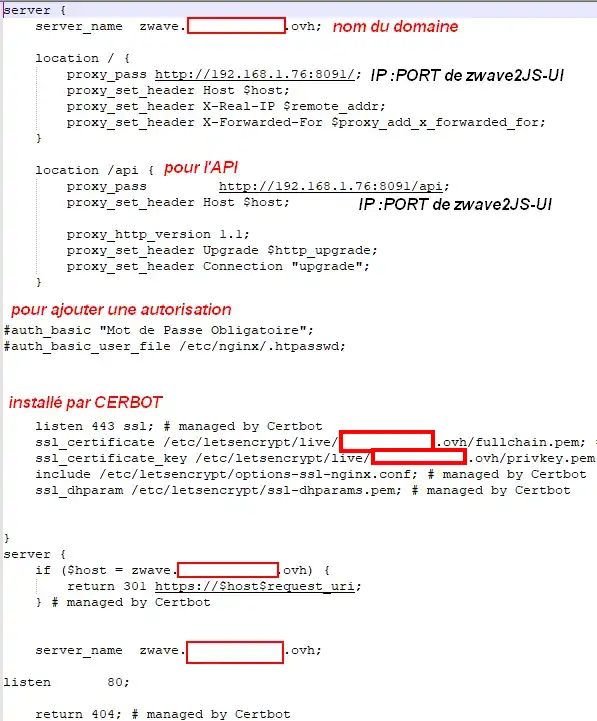 server {
server_name zwave. .ovh; nom du domaine
location / {
proxy_pass http://192.168.1.76:8091/; IP :PORT de zwave2JS-UI
proxy_set_header Host $host;
proxy_set_header X-Real-IP $remote_addr;
proxy_set_header X-Forwarded-For $proxy_add_x_forwarded_for;
}
location /api { pour l'API
proxy_pass http://192.168.1.76:8091/api;
proxy_set_header Host $host; IP :PORT de zwave2JS-UI
proxy_http_version 1.1;
proxy_set_header Upgrade $http_upgrade;
proxy_set_header Connection "upgrade";
}
pour ajouter une autorisation
#auth_basic "Mot de Passe Obligatoire";
#auth_basic_user_file /etc/nginx/.htpasswd;
installé par CERBOT
listen 443 ssl; # managed by Certbot
ssl_certificate /etc/letsencrypt/live/ .ovh/fullchain.pem; #
ssl_certificate_key /etc/letsencrypt/live/ .ovh/privkey.pem
include /etc/letsencrypt/options-ssl-nginx.conf; # managed by Certbot
ssl_dhparam /etc/letsencrypt/ssl-dhparams.pem; # managed by Certbot
}
server {
if ($host = zwave. .ovh) {
return 301 https://$host$request_uri;
} # managed by Certbot
server_name zwave. .ovh;
listen 80;
return 404; # managed by Certbot